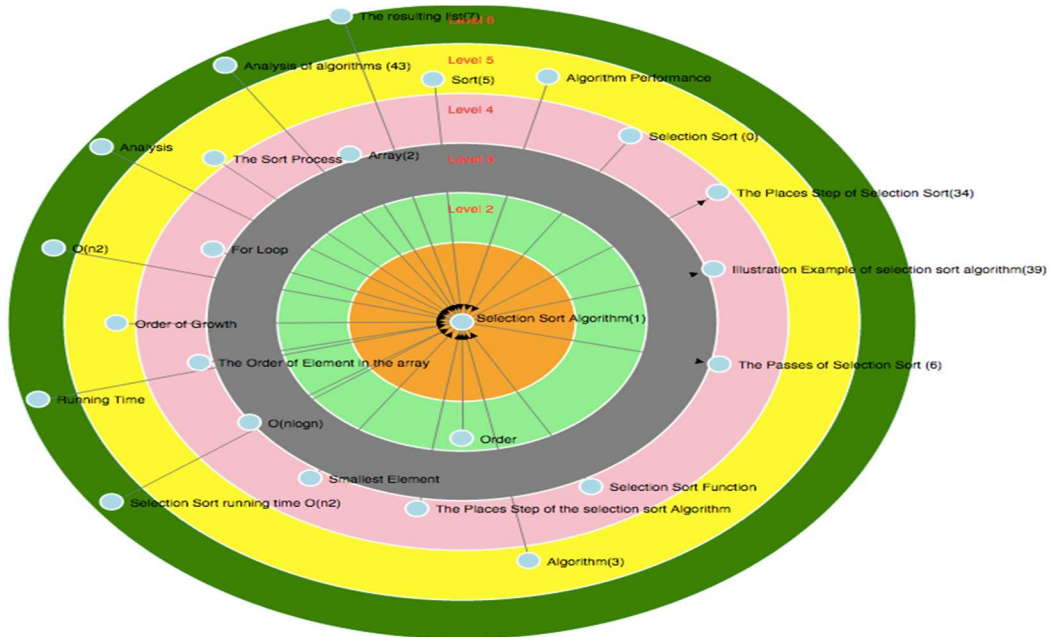 The resulting list(7)
Level 6
Level 5
Analysis of algorithms (43)
Sort(5)
Algorithm Performance
Level 4
Selection Sort (0)
Analysis
The Sort Process
Array(2)
Level 3
The Places Step of Selection Sort(34)
Level 2
O(n2)
For Loop
Illustration Example of selection sort algorithm(39)
Selection Sort Algorithm(1)
Order of Growth
The Order of Element in the array
The Passes of Selection Sort (6)
Running Time
O(nlogn)
Order
Smallest Element
Selection Sort Function
Selection Sort running time O(n2)
The Places Step of the selection sort Algorithm
Algorithm(3)